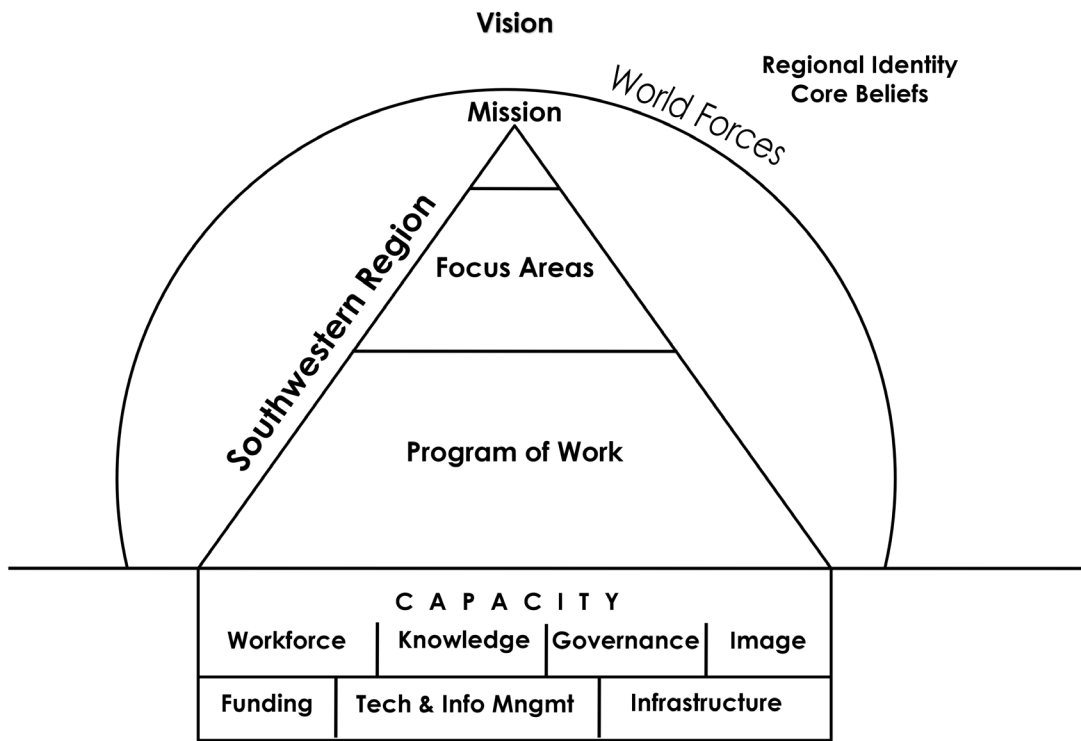 Vision
Regional Identity
Core Beliefs
World Forces
Mission
Southwestern Region
Focus Areas
Program of Work
CAPACITY
Workforce
Knowledge
Governance
Image
Funding
Tech & Info Mngmt
Infrastructure